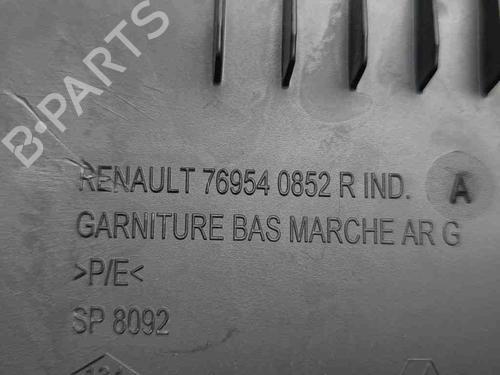 B-PARTS
RENAULT 76954 0852 R IND. A
GARNITURE BAS MARCHE AR G
>P/E<
SP 8092